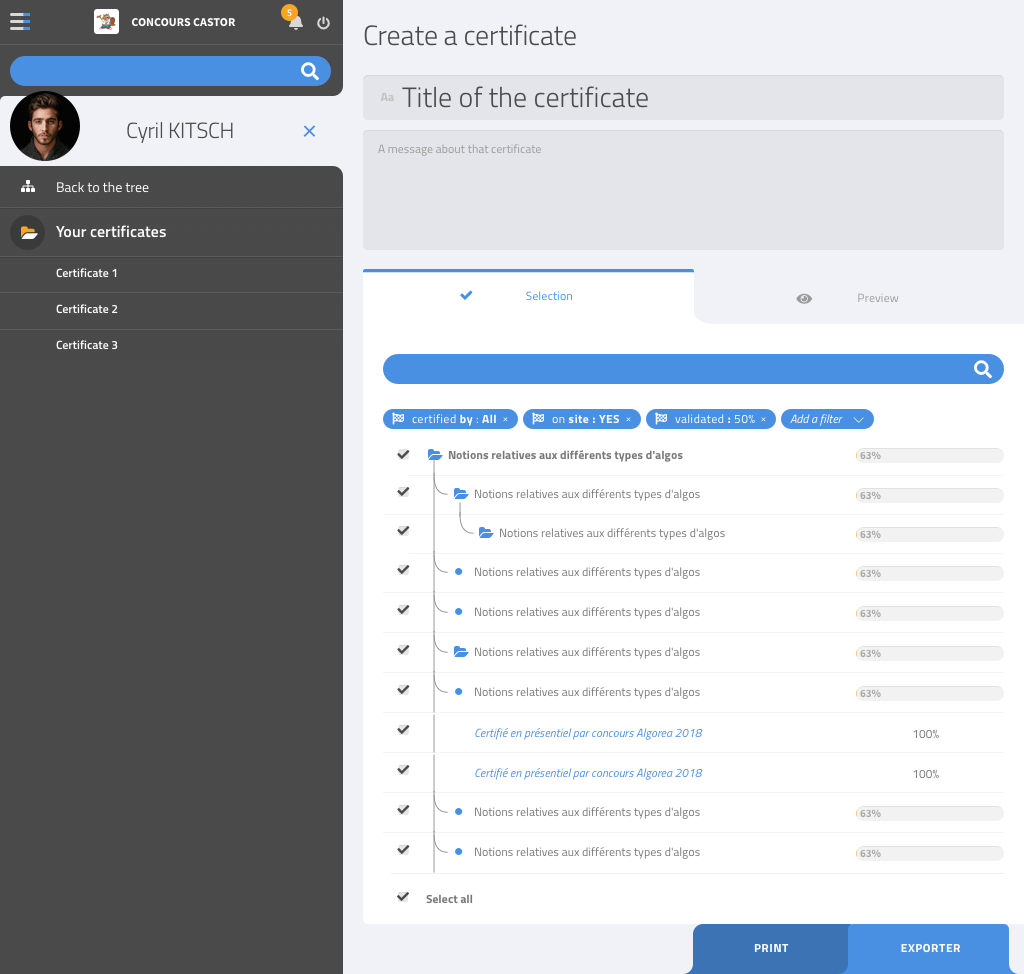 CONCOURS CASTOR
5
Cyril KITSCH
Back to the tree
Your certificates
Certificate 1
Certificate 2
Certificate 3
Create a certificate
Aa Title of the certificate
A message about that certificate
Selection
Preview
certified by : All ×
on site : YES ×
validated : 50% ×
Add a filter
Notions relatives aux différents types d'algos 63%
Notions relatives aux différents types d'algos 63%
Notions relatives aux différents types d'algos 63%
Notions relatives aux différents types d'algos 63%
Notions relatives aux différents types d'algos 63%
Notions relatives aux différents types d'algos 63%
Notions relatives aux différents types d'algos 63%
Certifié en présentiel par concours Algorea 2018 100%
Certifié en présentiel par concours Algorea 2018 100%
Notions relatives aux différents types d'algos 63%
Notions relatives aux différents types d'algos 63%
Select all
PRINT
EXPORTER